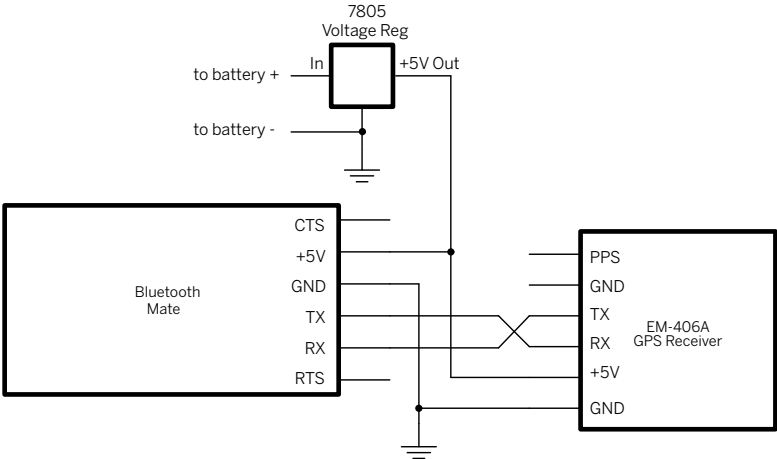 7805
Voltage Reg
In
+5V Out
to battery +
to battery -
CTS
+5V
GND
TX
RX
RTS
Bluetooth
Mate
PPS
GND
TX
RX
+5V
GND
EM-406A
GPS Receiver